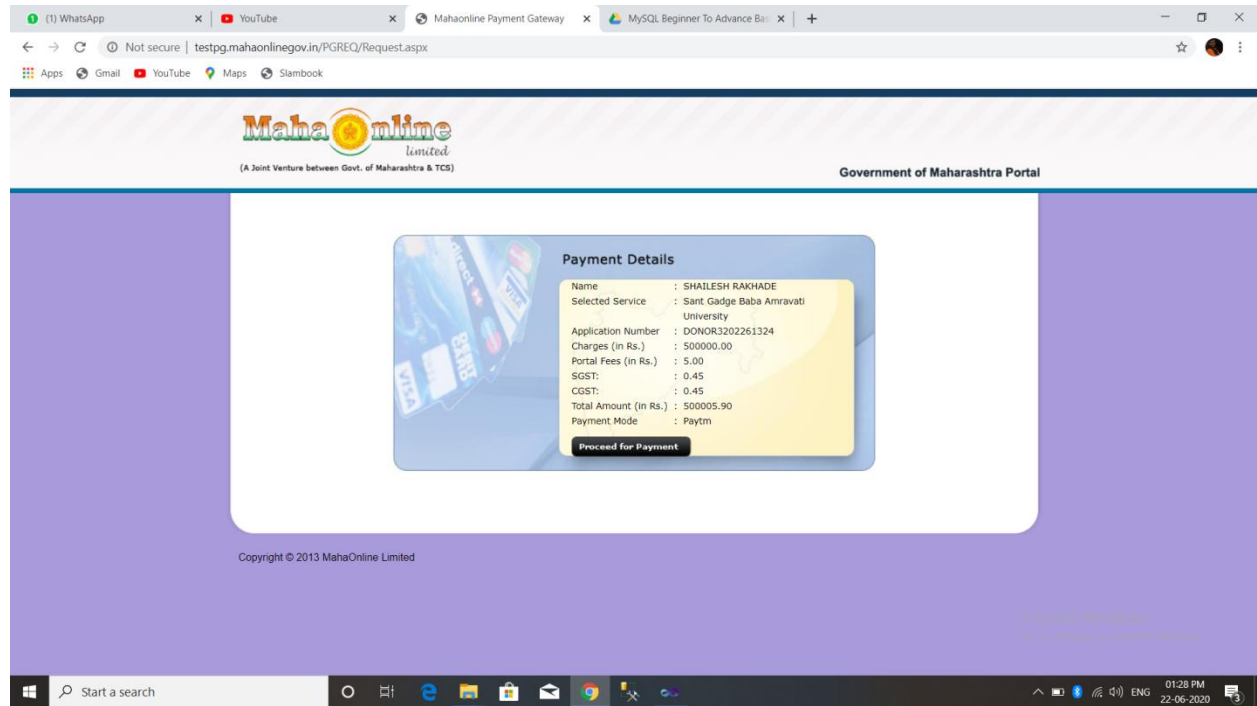 (1) WhatsApp
YouTube
Mahaonline Payment Gateway
MySQL Beginner To Advance Bas
Not secure | testpg.mahaonlinegov.in/PGREQ/Request.aspx
Apps Gmail YouTube Maps Slambook
Maha Online
limited
(A Joint Venture between Govt. of Maharashtra & TCS)
Government of Maharashtra Portal
Payment Details
Name : SHAILESH RAKHADE
Selected Service : Sant Gadge Baba Amravati
University
Application Number : DONOR3202261324
Charges (in Rs.) : 500000.00
Portal Fees (in Rs.) : 5.00
SGST: : 0.45
CGST: : 0.45
Total Amount (in Rs.) : 500005.90
Payment Mode : Paytm
Proceed for Payment
Copyright © 2013 MahaOnline Limited
Start a search
ENG
01:28 PM
22-06-2020
3